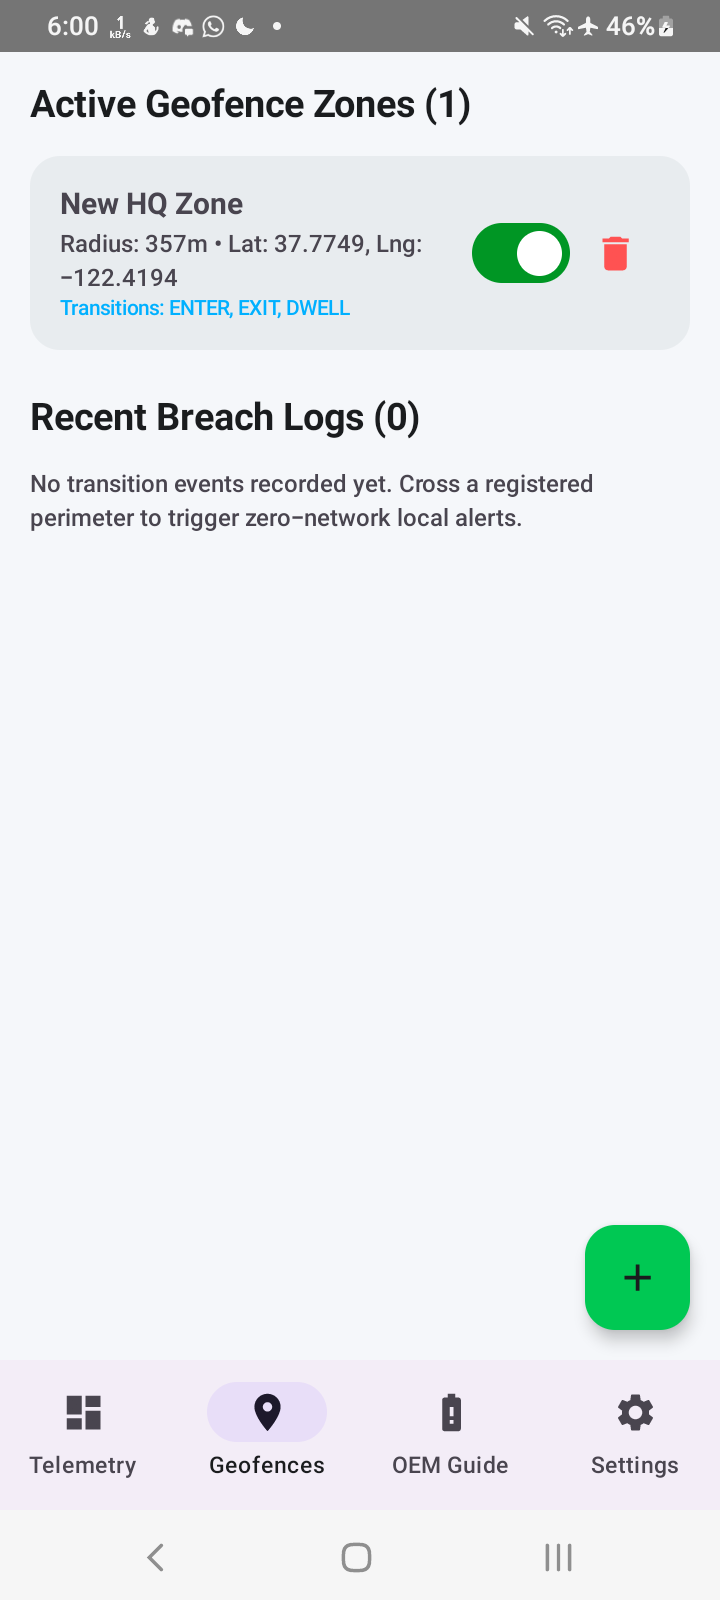 6:00 1 kB/s 46%
Active Geofence Zones (1)
New HQ Zone
Radius: 357m • Lat: 37.7749, Lng:
-122.4194
Transitions: ENTER, EXIT, DWELL
Recent Breach Logs (0)
No transition events recorded yet. Cross a registered
perimeter to trigger zero-network local alerts.
Telemetry Geofences OEM Guide Settings